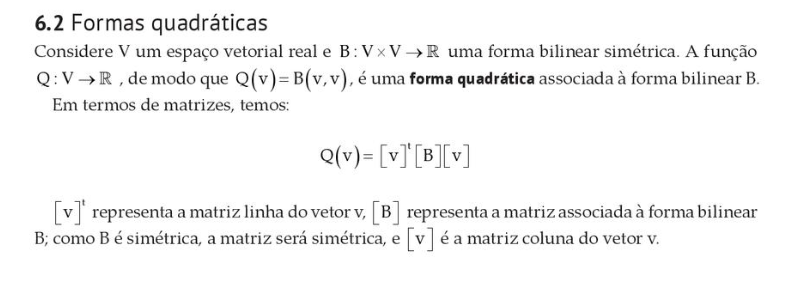 6.2 Formas quadráticas
Considere V um espaço vetorial real e B : V × V → ℝ uma forma bilinear simétrica. A função
Q : V → ℝ , de modo que Q(v) = B(v, v), é uma forma quadrática associada à forma bilinear B.
Em termos de matrizes, temos:
Q(v) = [v]ᵗ [B][v]
[v]ᵗ representa a matriz linha do vetor v, [B] representa a matriz associada à forma bilinear
B; como B é simétrica, a matriz será simétrica, e [v] é a matriz coluna do vetor v.